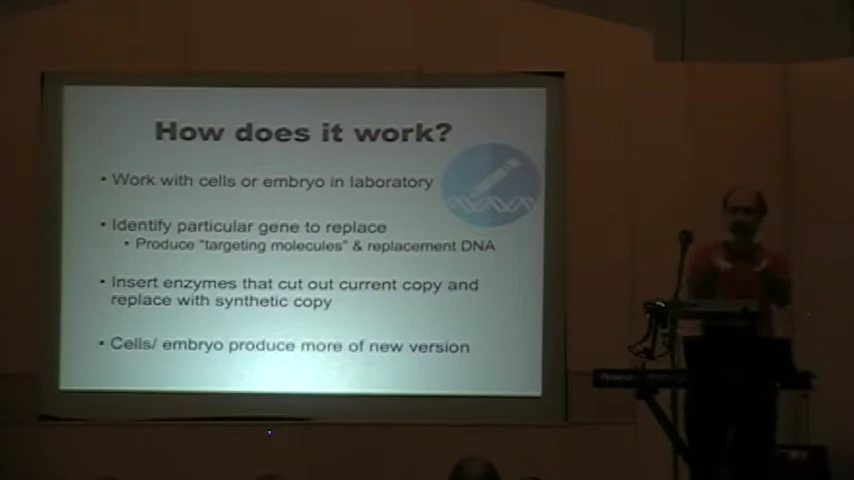 How does it work?
• Work with cells or embryo in laboratory
• Identify particular gene to replace
• Produce "targeting molecules" & replacement DNA
• Insert enzymes that cut out current copy and
replace with synthetic copy
• Cells/ embryo produce more of new version
Roland